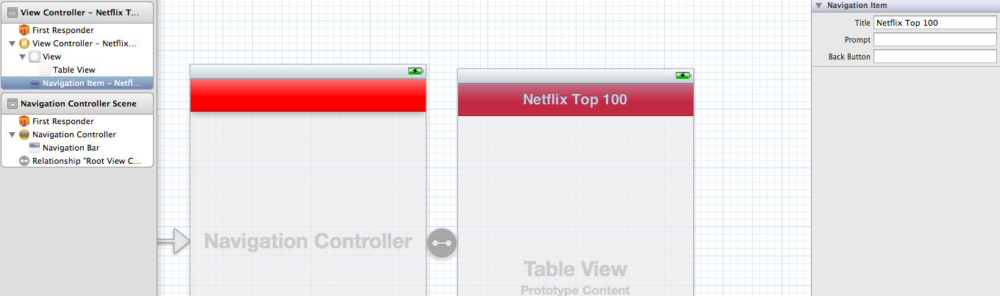 View Controller – Netflix T...
First Responder
View Controller – Netflix...
View
Table View
Navigation Item – Netfl...
Navigation Controller Scene
First Responder
Navigation Controller
Navigation Bar
Relationship "Root View C...
Navigation Controller
Netflix Top 100
Table View
Prototype Content
Navigation Item
Title Netflix Top 100
Prompt
Back Button